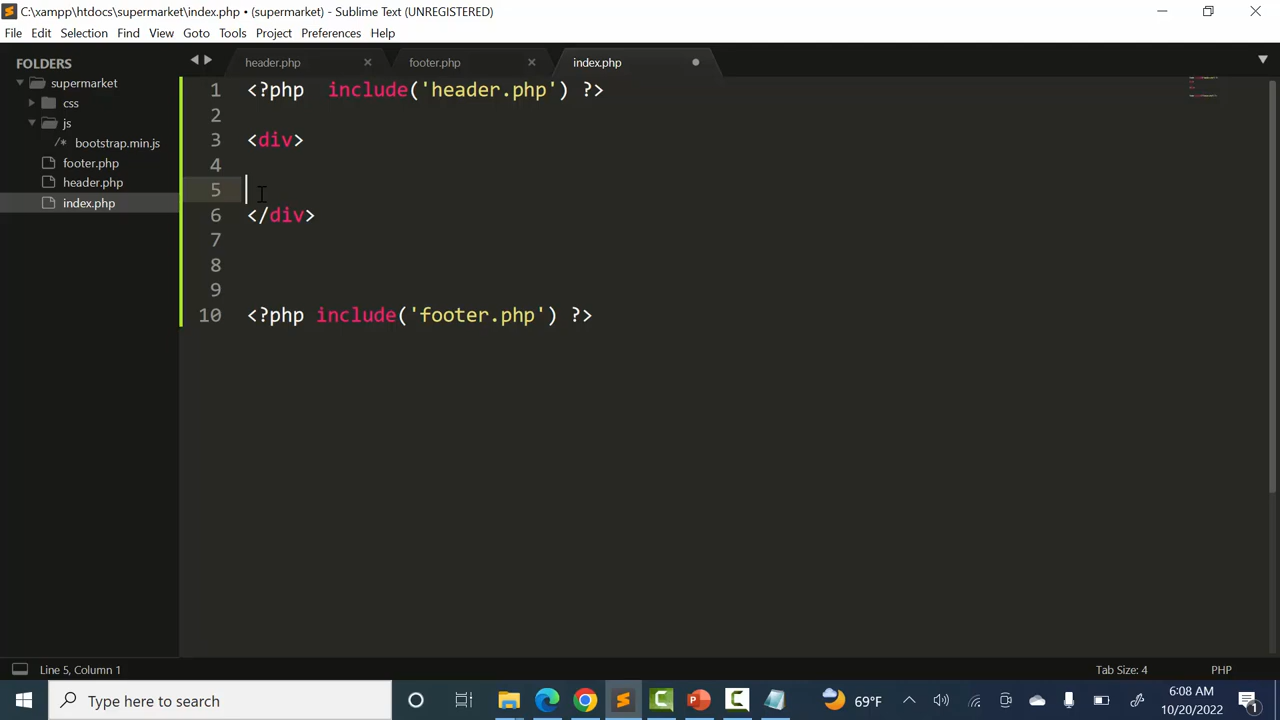 C:\xampp\htdocs\supermarket\index.php • (supermarket) - Sublime Text (UNREGISTERED)
File Edit Selection Find View Goto Tools Project Preferences Help
FOLDERS
supermarket
css
js
/* bootstrap.min.js
footer.php
header.php
index.php
header.php footer.php index.php
1 <?php  include('header.php') ?>
2
3 <div>
4
5
6 </div>
7
8
9
10 <?php include('footer.php') ?>
Line 5, Column 1 Tab Size: 4 PHP
Type here to search 69°F 6:08 AM
10/20/2022 1